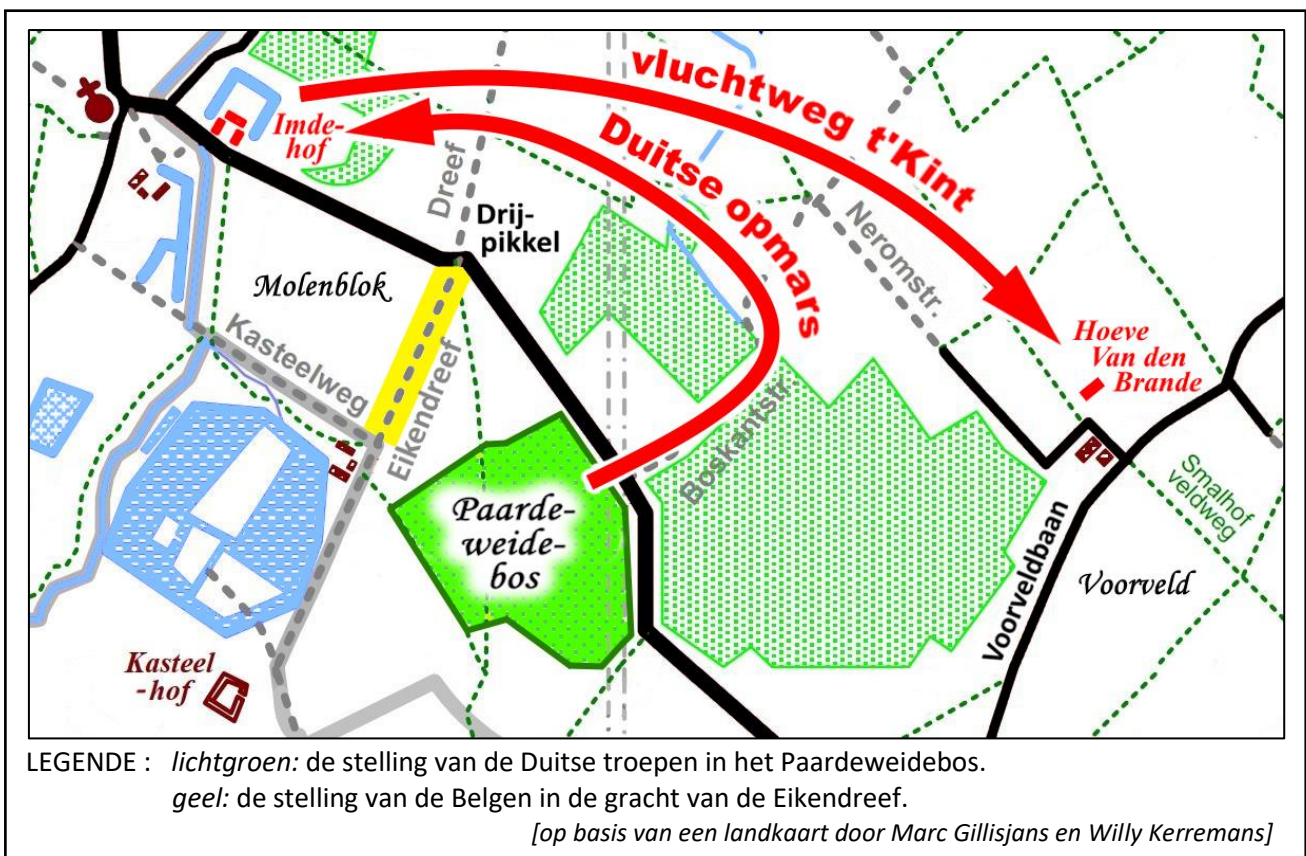 vluchtweg t'Kint
Duitse opmars
Imde-
hof
Dreef
Drij-
pikkel
Neromstr.
Molenblok
Kasteelweg
Eikendreef
Hoeve
Van den
Brande
Boskantstr.
Paarde-
weide-
bos
Smalhof
veldweg
Voorveldbaan
Voorveld
Kasteel
-hof
LEGENDE : lichtgroen: de stelling van de Duitse troepen in het Paardeweidebos.
geel: de stelling van de Belgen in de gracht van de Eikendreef.
[op basis van een landkaart door Marc Gillisjans en Willy Kerremans]